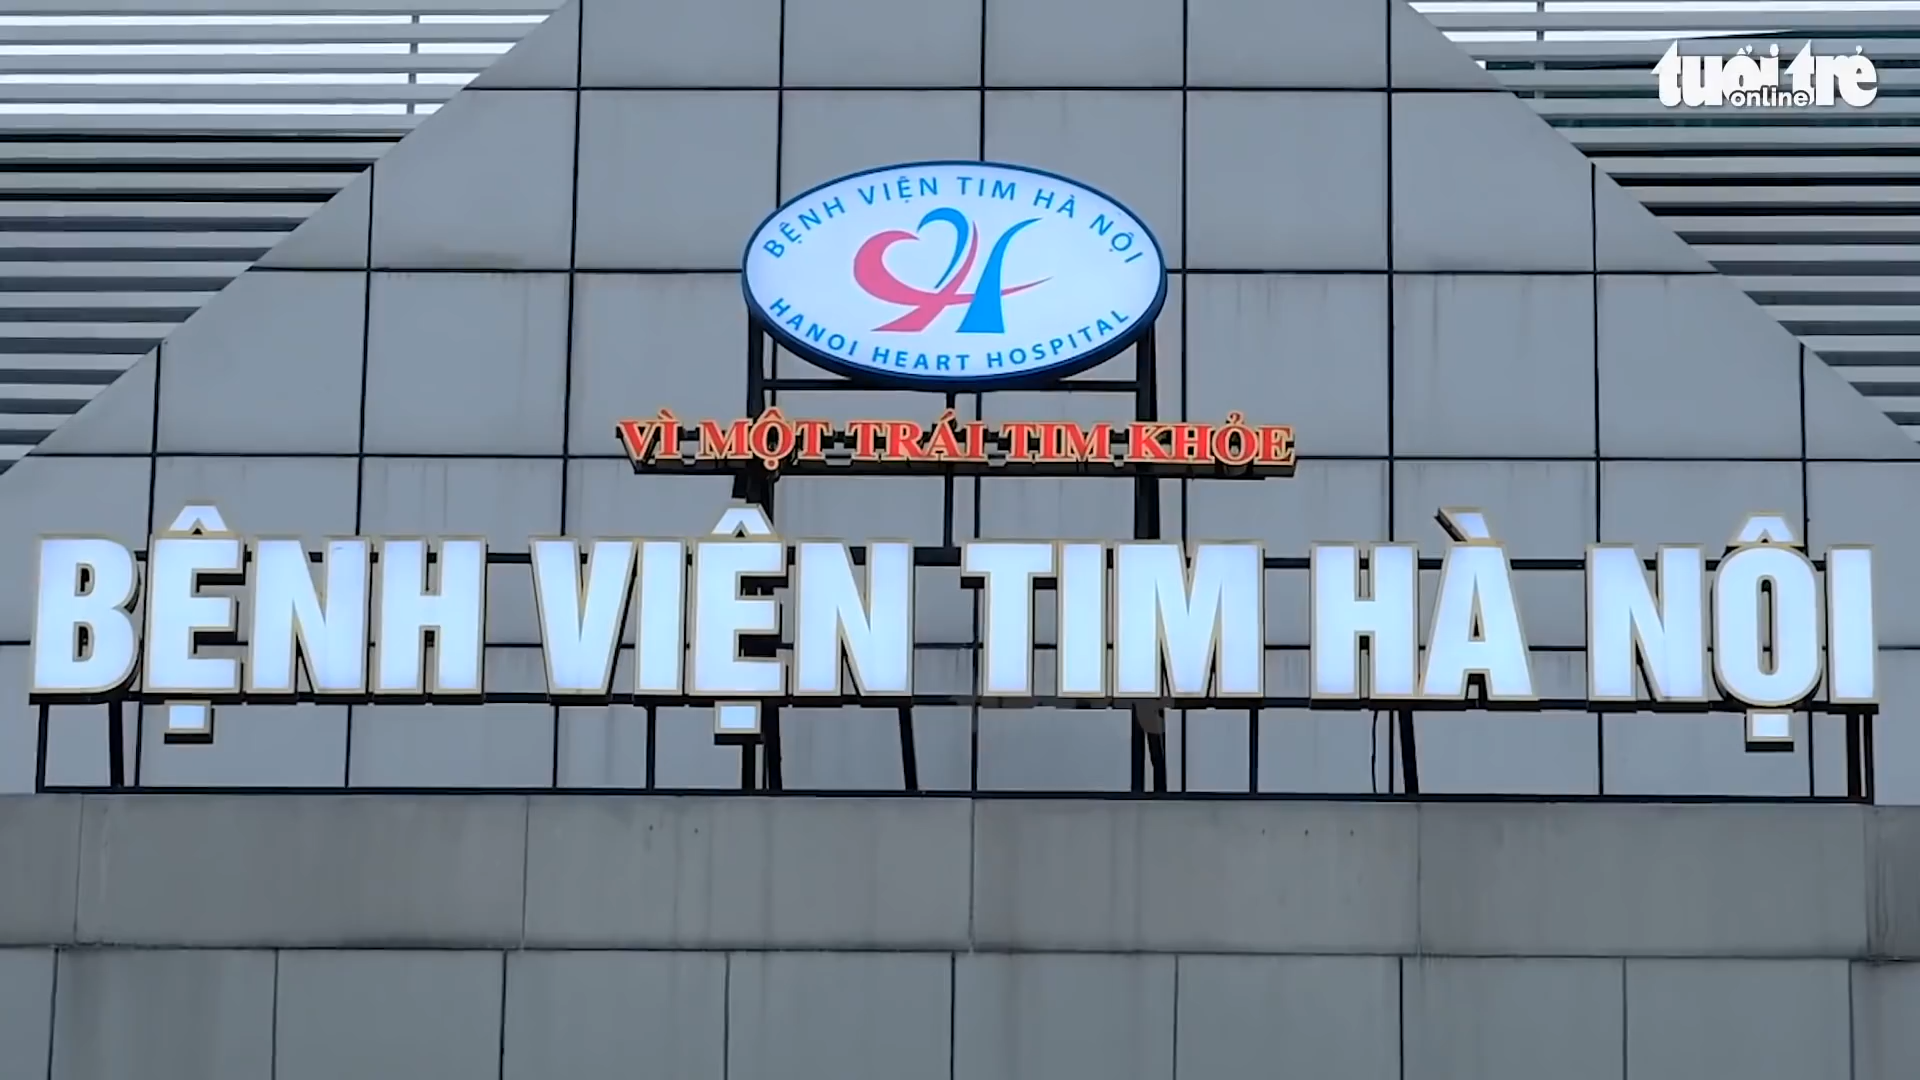 tuổi trẻ
online
BỆNH VIỆN TIM HÀ NỘI
HANOI HEART HOSPITAL
VÌ MỘT TRÁI TIM KHỎE
BỆNH VIỆN TIM HÀ NỘI